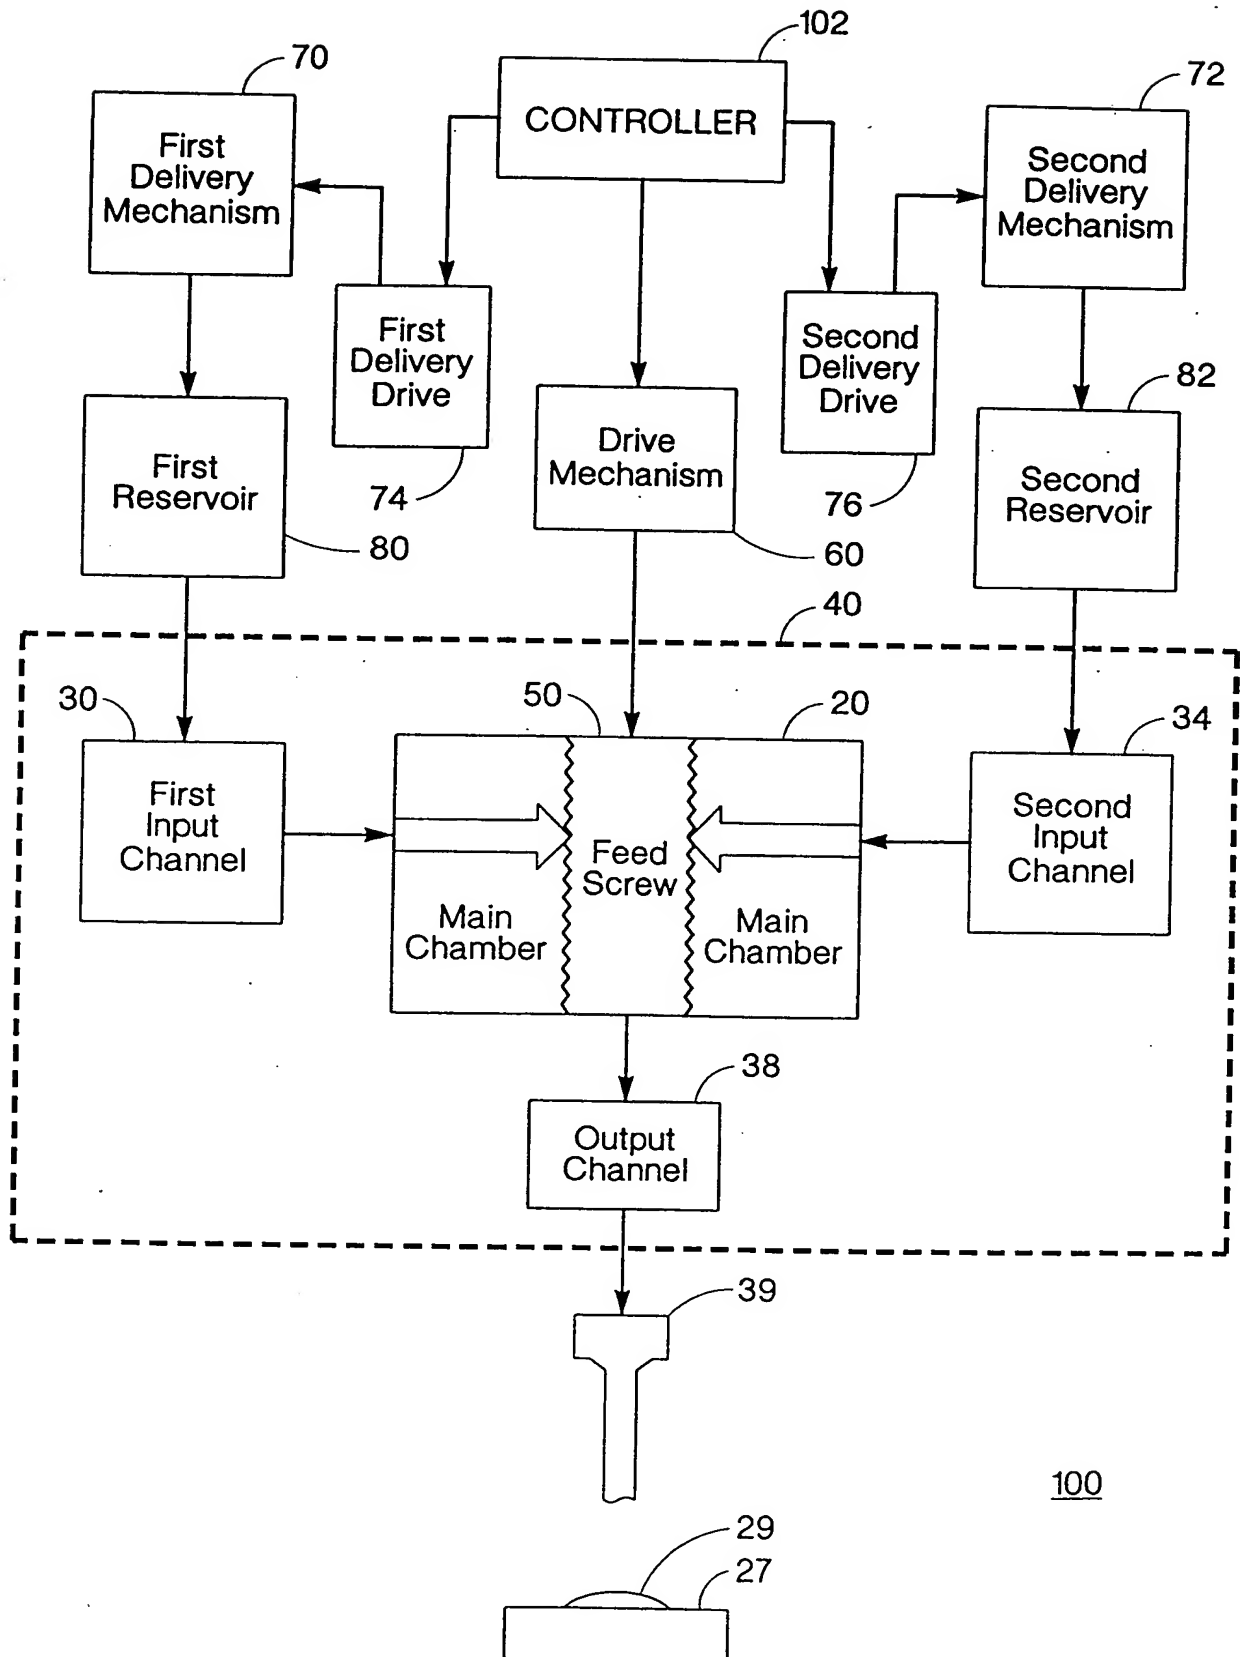 102
70
CONTROLLER
72
First
Delivery
Mechanism
Second
Delivery
Mechanism
First
Delivery
Drive
Second
Delivery
Drive
82
Drive
Mechanism
First
Reservoir
74
76
Second
Reservoir
80
60
40
30
50
20
34
First
Input
Channel
Feed
Screw
Second
Input
Channel
Main
Chamber
Main
Chamber
38
Output
Channel
39
100
29
27